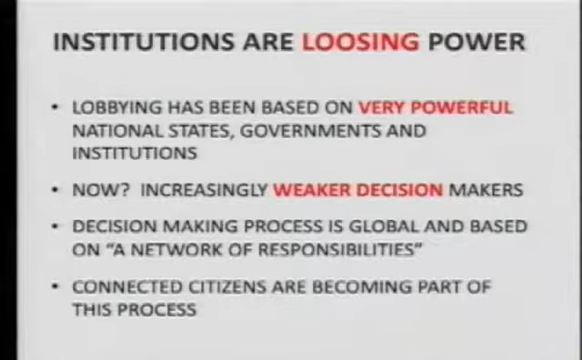 INSTITUTIONS ARE LOOSING POWER
• LOBBYING HAS BEEN BASED ON VERY POWERFUL
NATIONAL STATES, GOVERNMENTS AND
INSTITUTIONS
• NOW? INCREASINGLY WEAKER DECISION MAKERS
• DECISION MAKING PROCESS IS GLOBAL AND BASED
ON “A NETWORK OF RESPONSIBILITIES”
• CONNECTED CITIZENS ARE BECOMING PART OF
THIS PROCESS